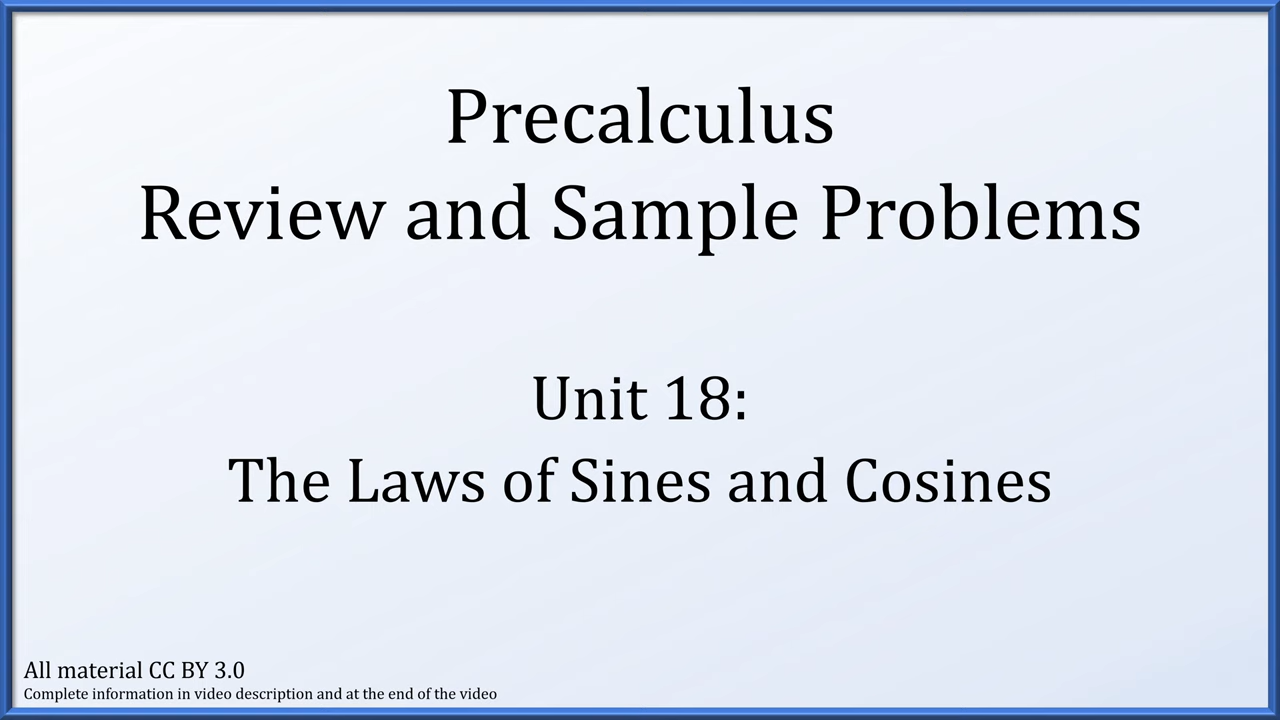 Precalculus
Review and Sample Problems
Unit 18:
The Laws of Sines and Cosines
All material CC BY 3.0
Complete information in video description and at the end of the video